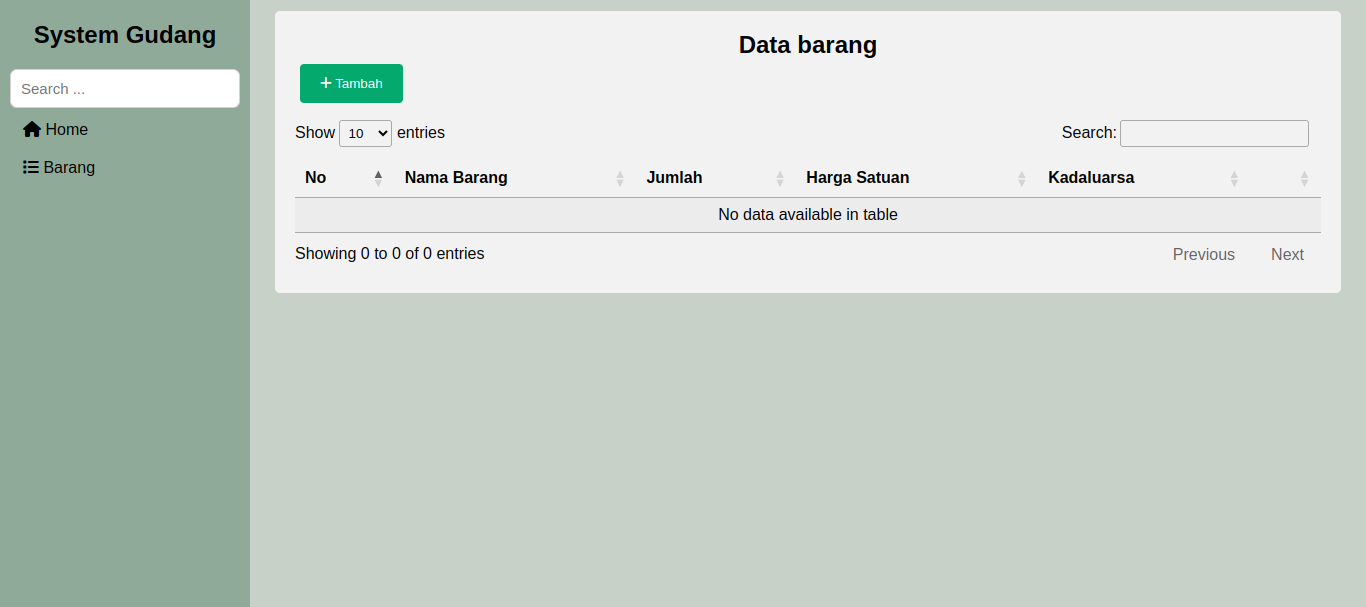 System Gudang
Search ...
Home
Barang
Data barang
+ Tambah
Show 10 entries
Search:
No Nama Barang Jumlah Harga Satuan Kadaluarsa
No data available in table
Showing 0 to 0 of 0 entries
Previous Next